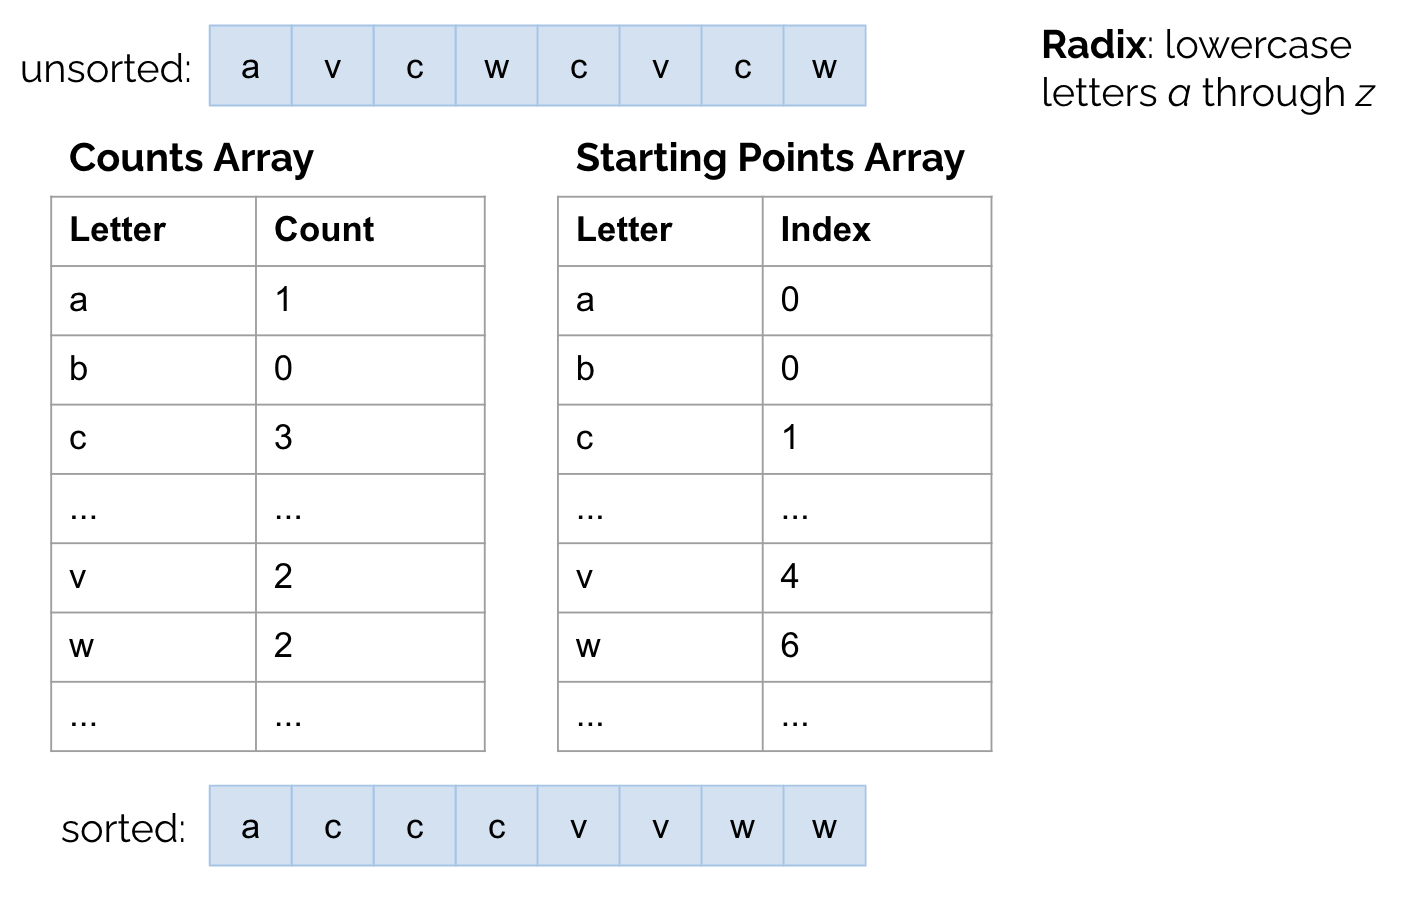 unsorted: a v c w c v c w
Radix: lowercase
letters a through z
Counts Array
Letter Count
a 1
b 0
c 3
... ...
v 2
w 2
... ...
Starting Points Array
Letter Index
a 0
b 0
c 1
... ...
v 4
w 6
... ...
sorted: a c c c v v w w